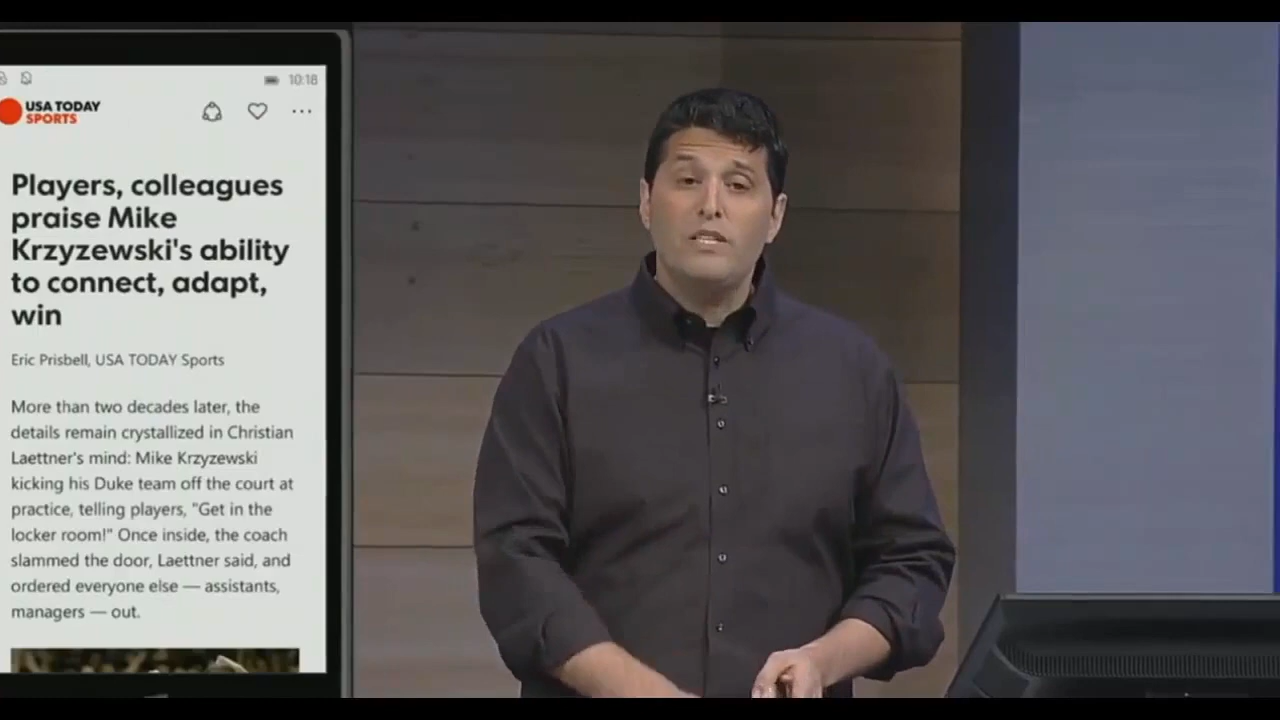 10:18
USA TODAY
SPORTS
Players, colleagues
praise Mike
Krzyzewski's ability
to connect, adapt,
win
Eric Prisbell, USA TODAY Sports
More than two decades later, the
details remain crystallized in Christian
Laettner's mind: Mike Krzyzewski
kicking his Duke team off the court at
practice, telling players, "Get in the
locker room!" Once inside, the coach
slammed the door, Laettner said, and
ordered everyone else — assistants,
managers — out.